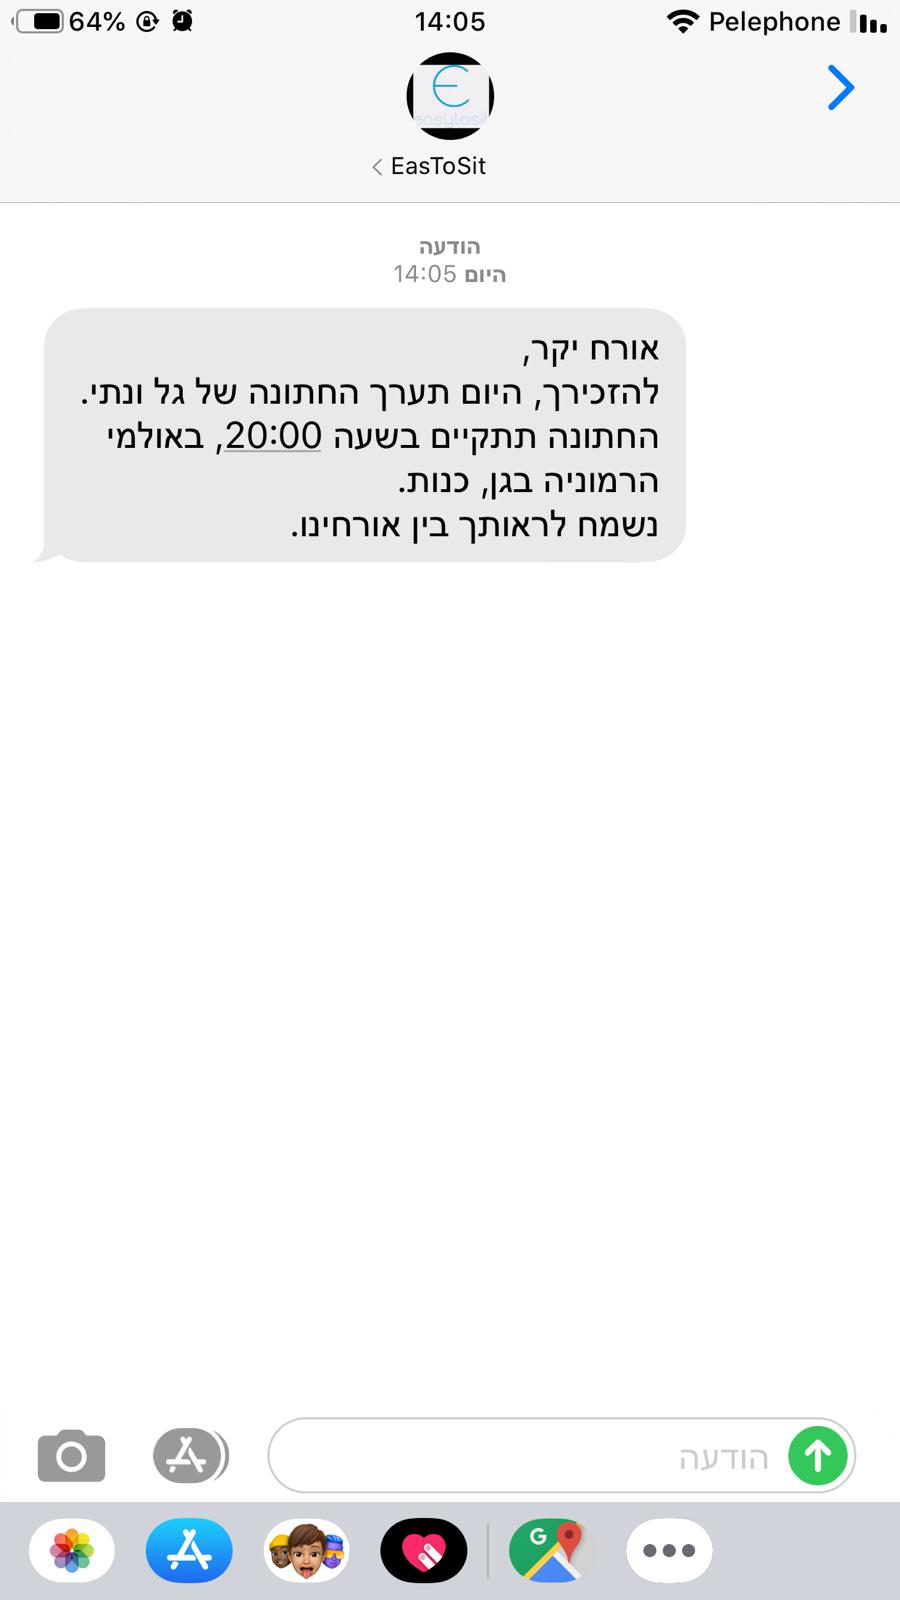 64%
14:05
Pelephone
easytosit
EasToSit
הודעה
היום 14:05
אורח יקר,
להזכירך, היום תערך החתונה של גל ונתי.
החתונה תתקיים בשעה 20:00, באולמי
הרמוניה בגן, כנות.
נשמח לראותך בין אורחינו.
הודעה
G